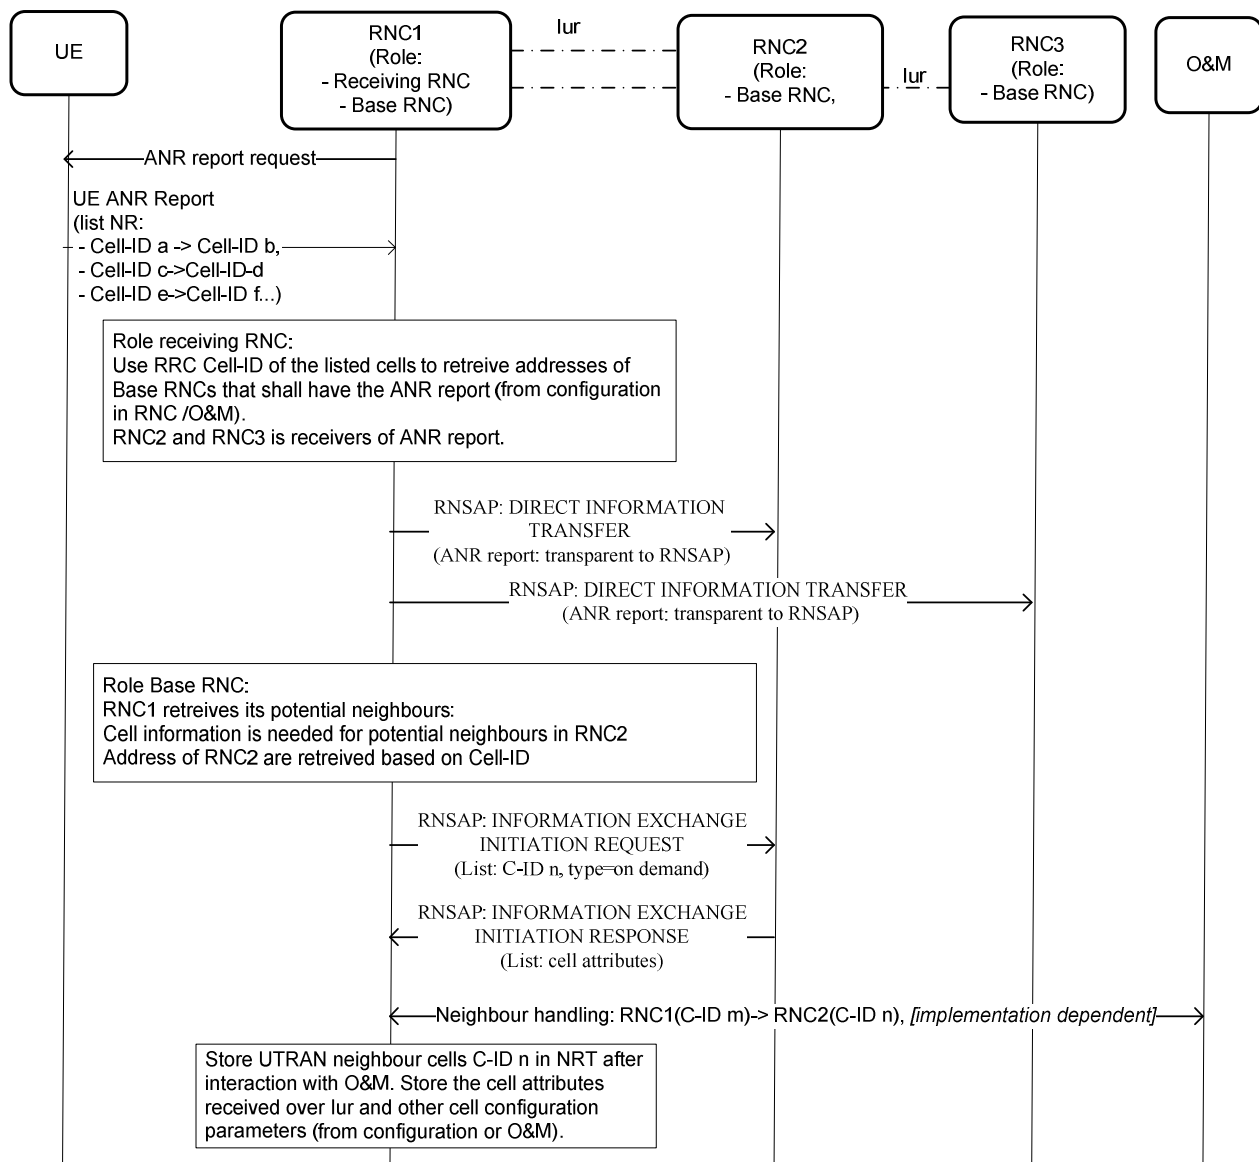 UE
RNC1
(Role:
- Receiving RNC
- Base RNC)
Iur
RNC2
(Role:
- Base RNC,
Iur
RNC3
(Role:
- Base RNC)
O&M
ANR report request
UE ANR Report
(list NR:
- Cell-ID a -> Cell-ID b,
- Cell-ID c->Cell-ID-d
- Cell-ID e->Cell-ID f...)
Role receiving RNC:
Use RRC Cell-ID of the listed cells to retreive addresses of
Base RNCs that shall have the ANR report (from configuration
in RNC /O&M).
RNC2 and RNC3 is receivers of ANR report.
RNSAP: DIRECT INFORMATION
TRANSFER
(ANR report: transparent to RNSAP)
RNSAP: DIRECT INFORMATION TRANSFER
(ANR report: transparent to RNSAP)
Role Base RNC:
RNC1 retreives its potential neighbours:
Cell information is needed for potential neighbours in RNC2
Address of RNC2 are retreived based on Cell-ID
RNSAP: INFORMATION EXCHANGE
INITIATION REQUEST
(List: C-ID n, type=on demand)
RNSAP: INFORMATION EXCHANGE
INITIATION RESPONSE
(List: cell attributes)
Neighbour handling: RNC1(C-ID m)-> RNC2(C-ID n), [implementation dependent]
Store UTRAN neighbour cells C-ID n in NRT after
interaction with O&M. Store the cell attributes
received over Iur and other cell configuration
parameters (from configuration or O&M).